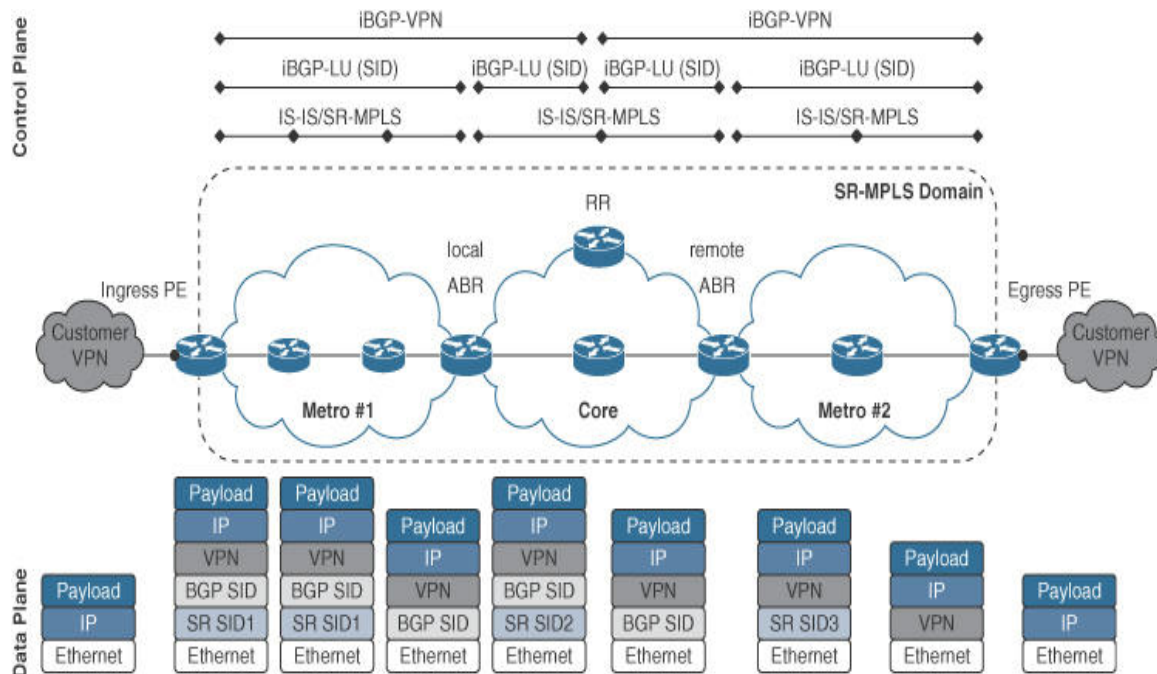 Control Plane
iBGP-VPN iBGP-VPN
iBGP-LU (SID) iBGP-LU (SID) iBGP-LU (SID) iBGP-LU (SID)
IS-IS/SR-MPLS IS-IS/SR-MPLS IS-IS/SR-MPLS
SR-MPLS Domain
RR
local remote
ABR ABR
Ingress PE Egress PE
Customer Customer
VPN VPN
Metro #1 Core Metro #2
Data Plane
Payload
IP
Ethernet
Payload
IP
VPN
BGP SID
SR SID1
Ethernet
Payload
IP
VPN
BGP SID
SR SID1
Ethernet
Payload
IP
VPN
BGP SID
Ethernet
Payload
IP
VPN
BGP SID
SR SID2
Ethernet
Payload
IP
VPN
BGP SID
Ethernet
Payload
IP
VPN
SR SID3
Ethernet
Payload
IP
VPN
Ethernet
Payload
IP
Ethernet